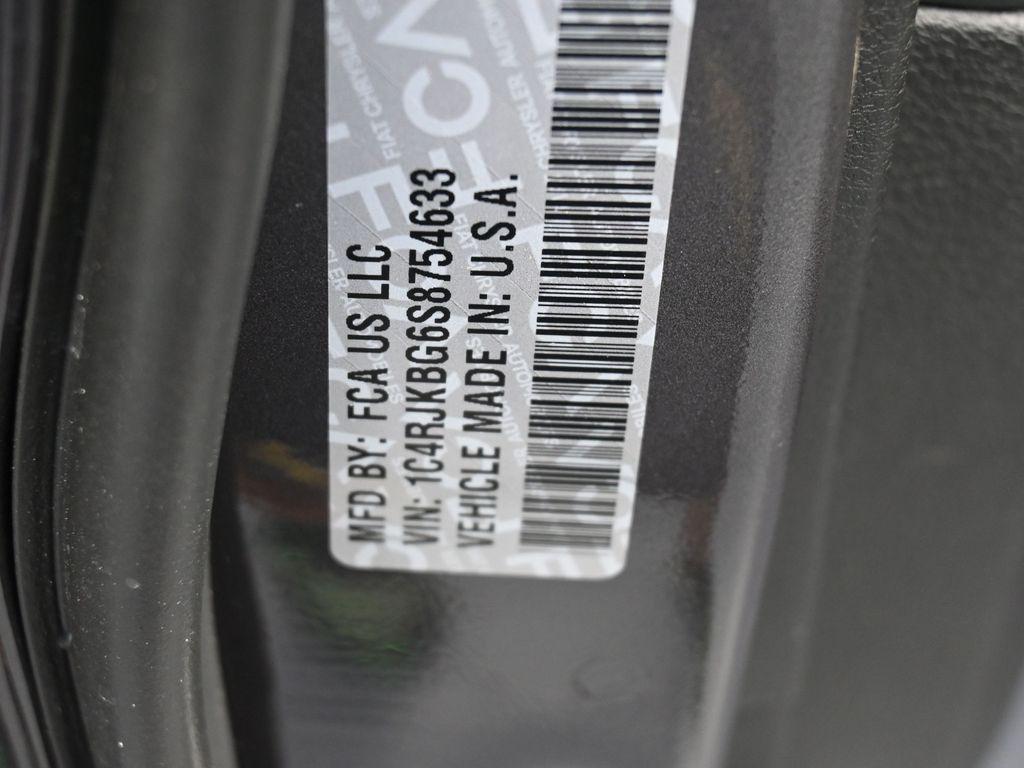 MFD BY: FCA US LLC
VIN: 1C4RJKBG6S8754633
VEHICLE MADE IN: U.S.A.